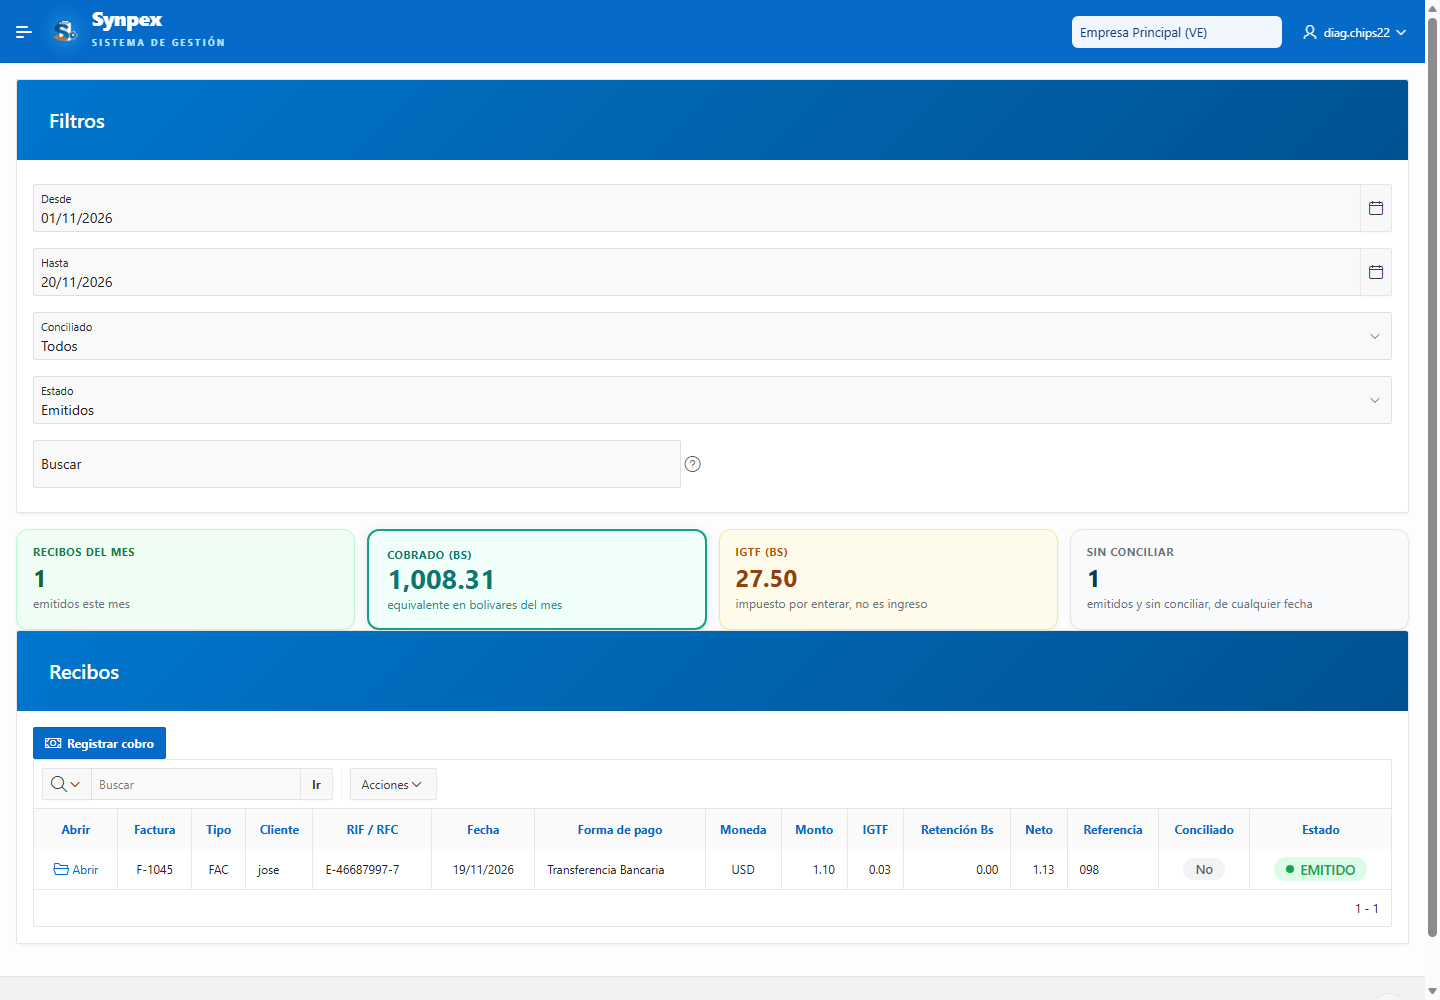 Synpex
SISTEMA DE GESTIÓN
Empresa Principal (VE)
diag.chips22
Filtros
Desde
01/11/2026
Hasta
20/11/2026
Conciliado
Todos
Estado
Emitidos
Buscar
RECIBOS DEL MES
1
emitidos este mes
COBRADO (BS)
1,008.31
equivalente en bolivares del mes
IGTF (BS)
27.50
impuesto por enterar, no es ingreso
SIN CONCILIAR
1
emitidos y sin conciliar, de cualquier fecha
Recibos
Registrar cobro
Buscar Ir Acciones
Abrir Factura Tipo Cliente RIF / RFC Fecha Forma de pago Moneda Monto IGTF Retención Bs Neto Referencia Conciliado Estado
Abrir F-1045 FAC jose E-46687997-7 19/11/2026 Transferencia Bancaria USD 1.10 0.03 0.00 1.13 098 No EMITIDO
1 - 1